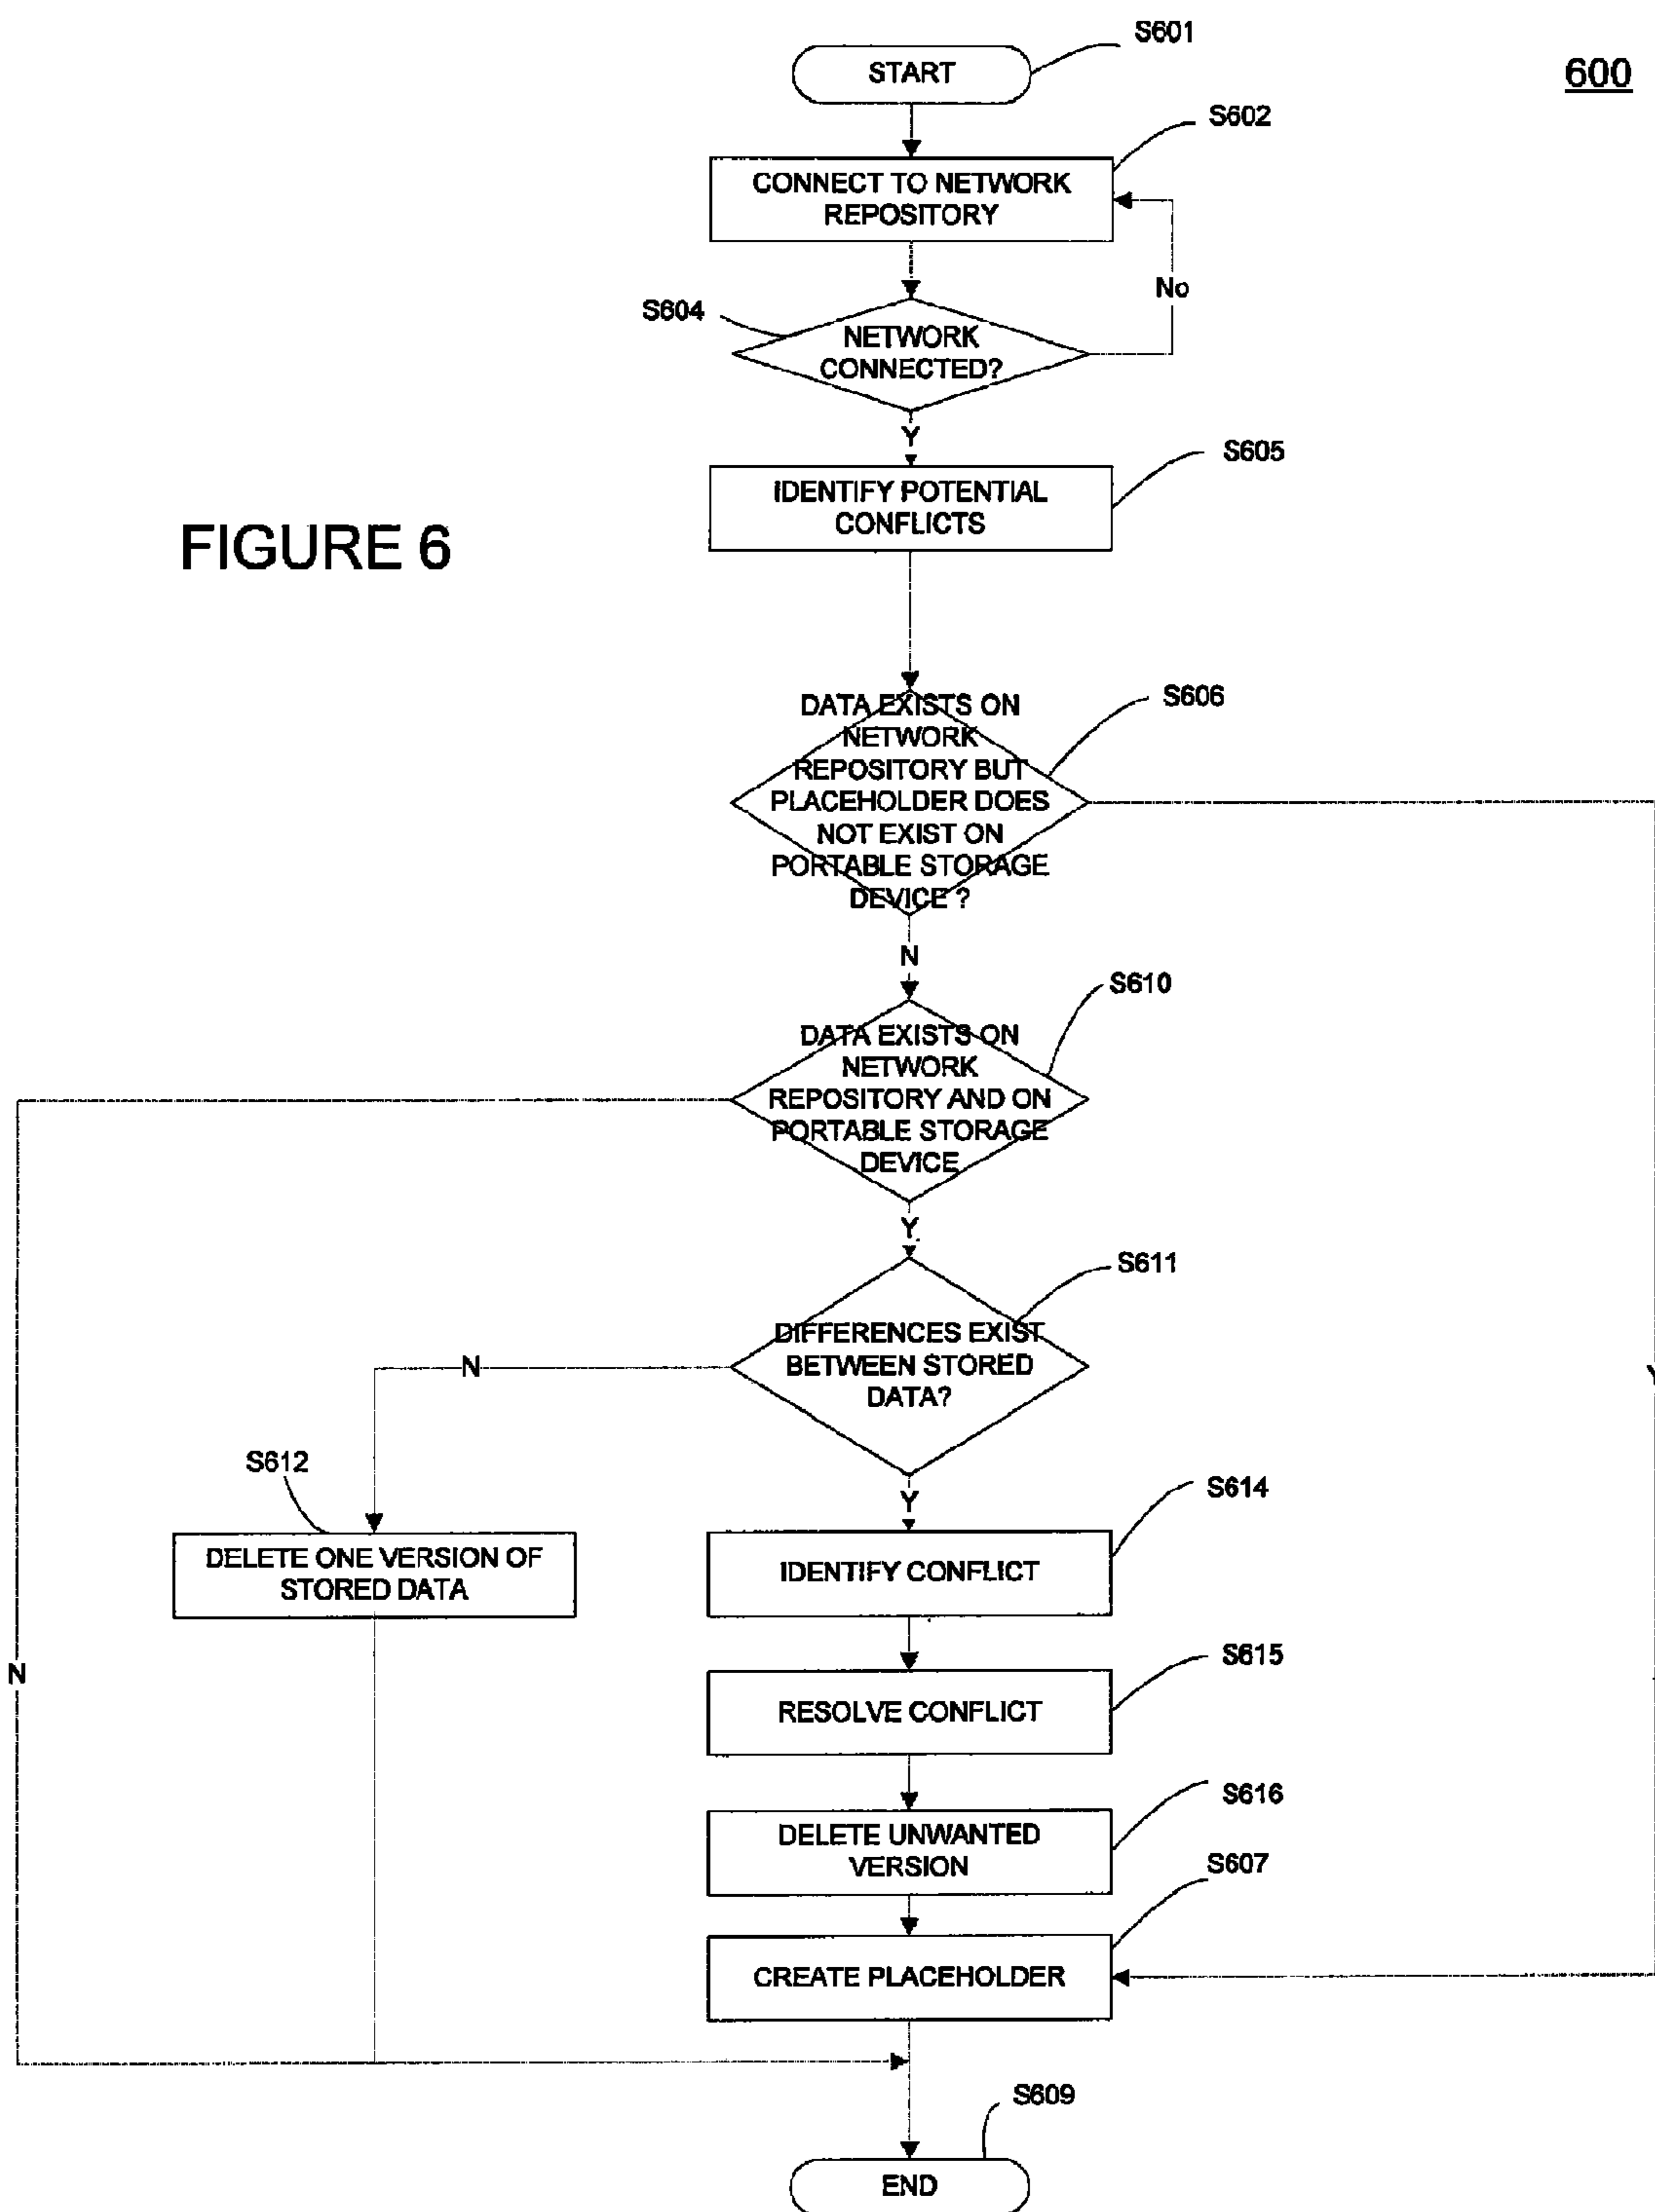 S601
START
600
S602
CONNECT TO NETWORK
REPOSITORY
No
S604
NETWORK
CONNECTED?
Y
S605
IDENTIFY POTENTIAL
CONFLICTS
FIGURE 6
S606
DATA EXISTS ON
NETWORK
REPOSITORY BUT
PLACEHOLDER DOES
NOT EXIST ON
PORTABLE STORAGE
DEVICE ?
N
S610
DATA EXISTS ON
NETWORK
REPOSITORY AND ON
PORTABLE STORAGE
DEVICE
Y
S611
DIFFERENCES EXIST
BETWEEN STORED
DATA?
N
Y
S612
DELETE ONE VERSION OF
STORED DATA
Y
S614
IDENTIFY CONFLICT
S615
RESOLVE CONFLICT
N
S616
DELETE UNWANTED
VERSION
S607
CREATE PLACEHOLDER
S609
END